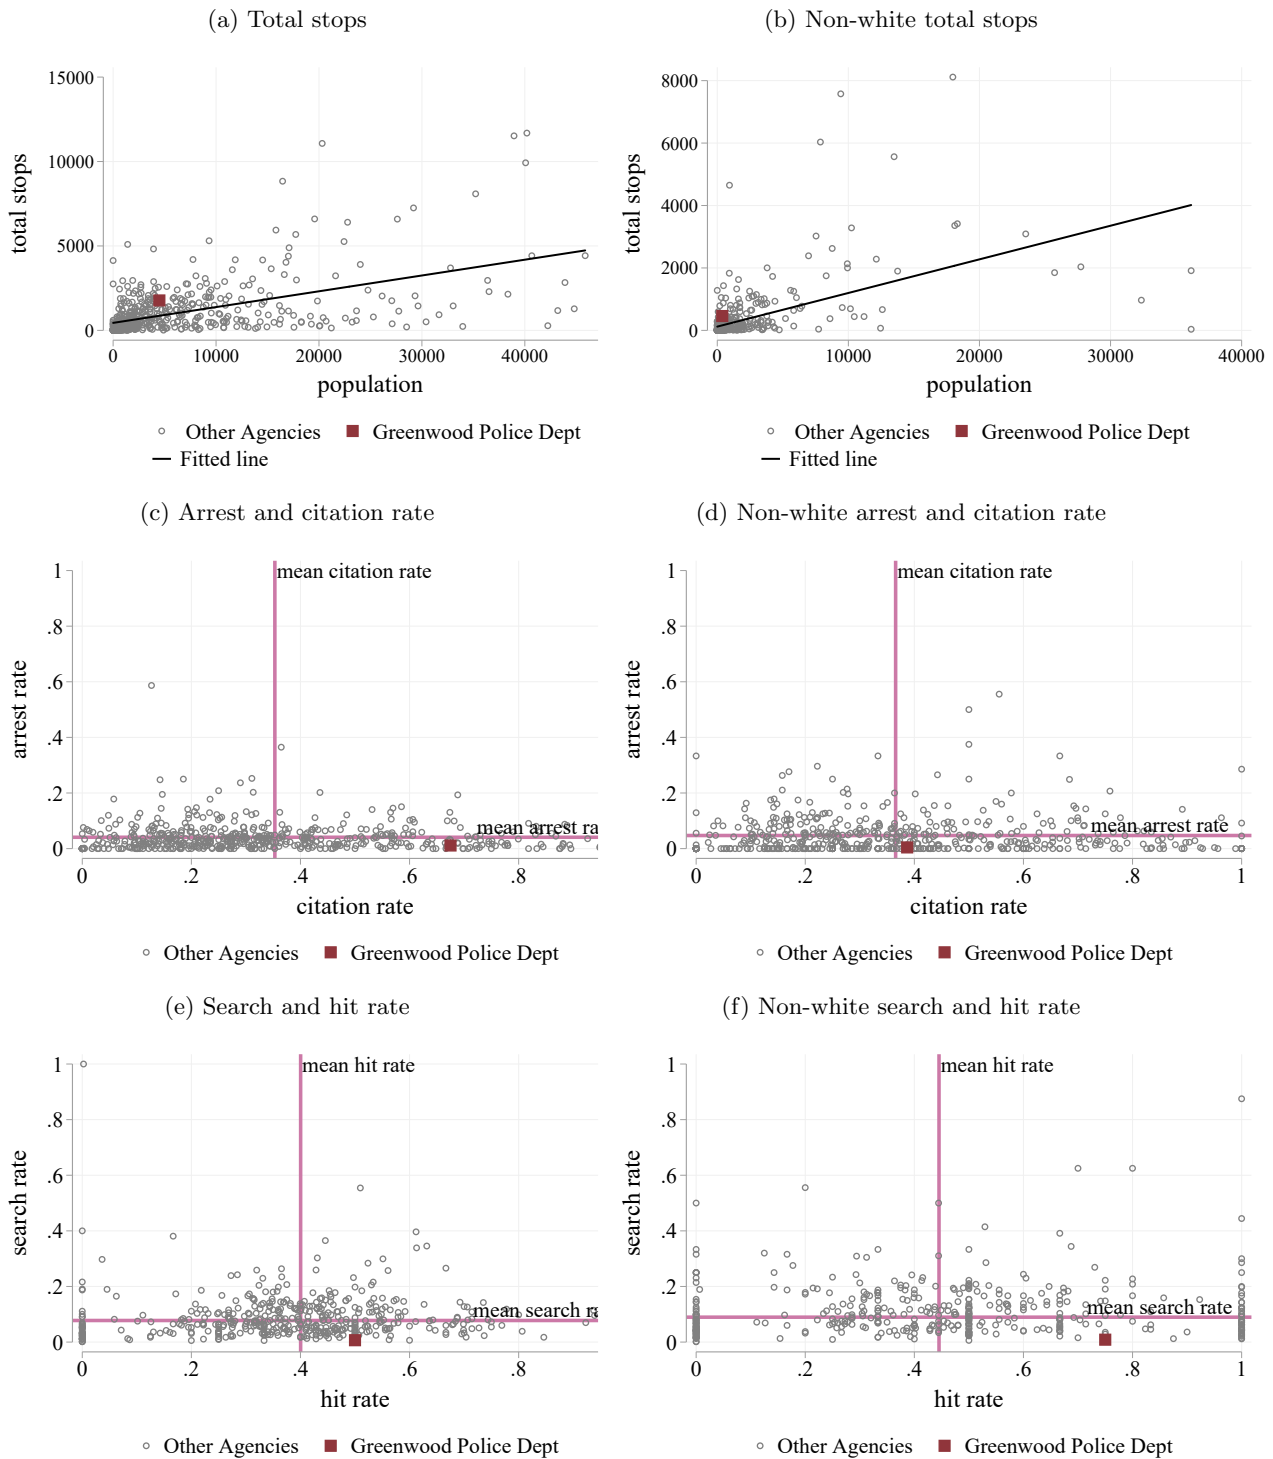 (a) Total stops
(b) Non-white total stops
total stops
15000
10000
5000
0
0 10000 20000 30000 40000
population
Other Agencies Greenwood Police Dept
Fitted line
total stops
8000
6000
4000
2000
0
0 10000 20000 30000 40000
population
Other Agencies Greenwood Police Dept
Fitted line
(c) Arrest and citation rate
(d) Non-white arrest and citation rate
arrest rate
1
.8
.6
.4
.2
0
mean citation rate
mean arrest ra
0 .2 .4 .6 .8
citation rate
Other Agencies Greenwood Police Dept
arrest rate
1
.8
.6
.4
.2
0
mean citation rate
mean arrest rate
0 .2 .4 .6 .8 1
citation rate
Other Agencies Greenwood Police Dept
(e) Search and hit rate
(f) Non-white search and hit rate
search rate
1
.8
.6
.4
.2
0
mean hit rate
mean search ra
0 .2 .4 .6 .8
hit rate
Other Agencies Greenwood Police Dept
search rate
1
.8
.6
.4
.2
0
mean hit rate
mean search rate
0 .2 .4 .6 .8 1
hit rate
Other Agencies Greenwood Police Dept